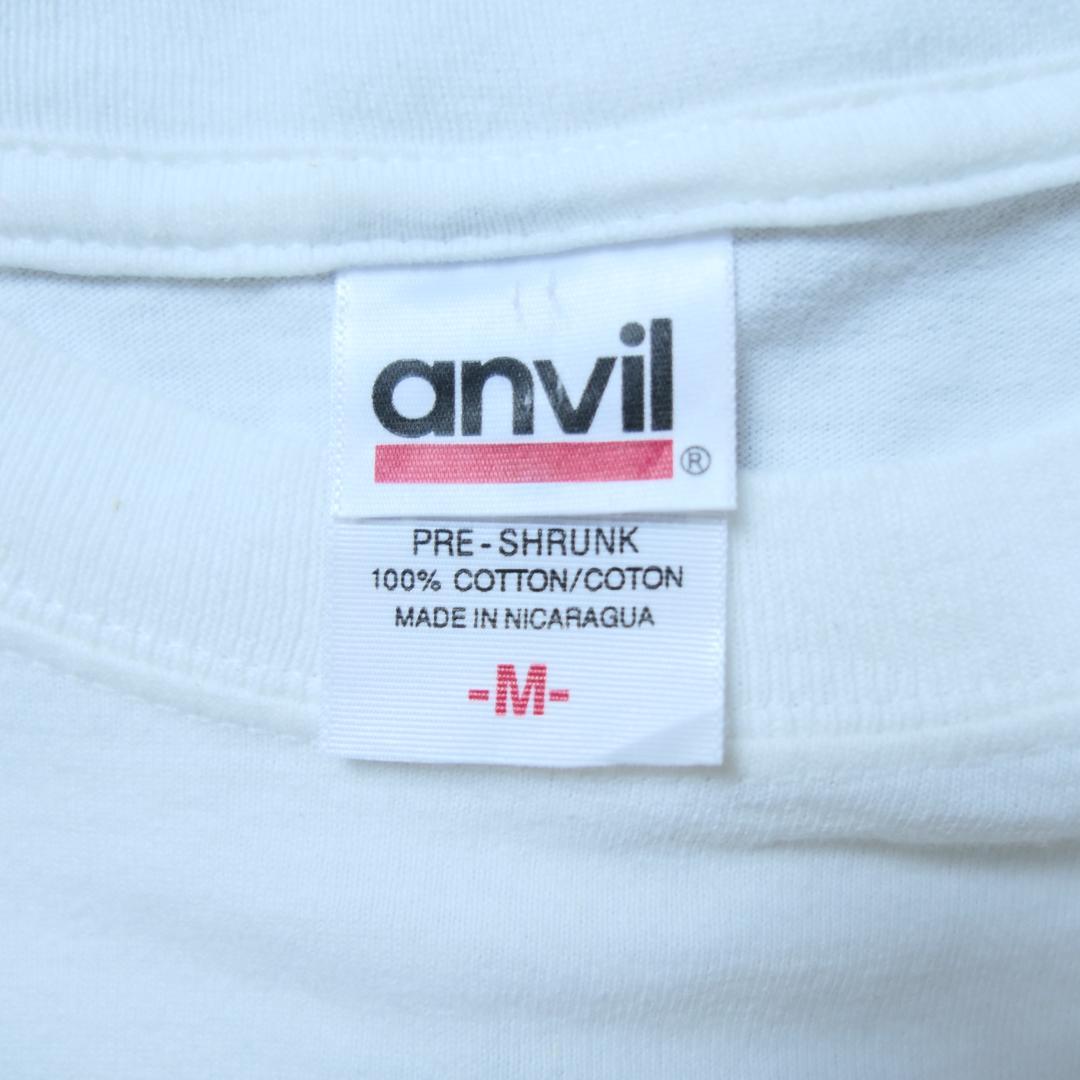 anvil
®
PRE-SHRUNK
100% COTTON/COTON
MADE IN NICARAGUA
-M-